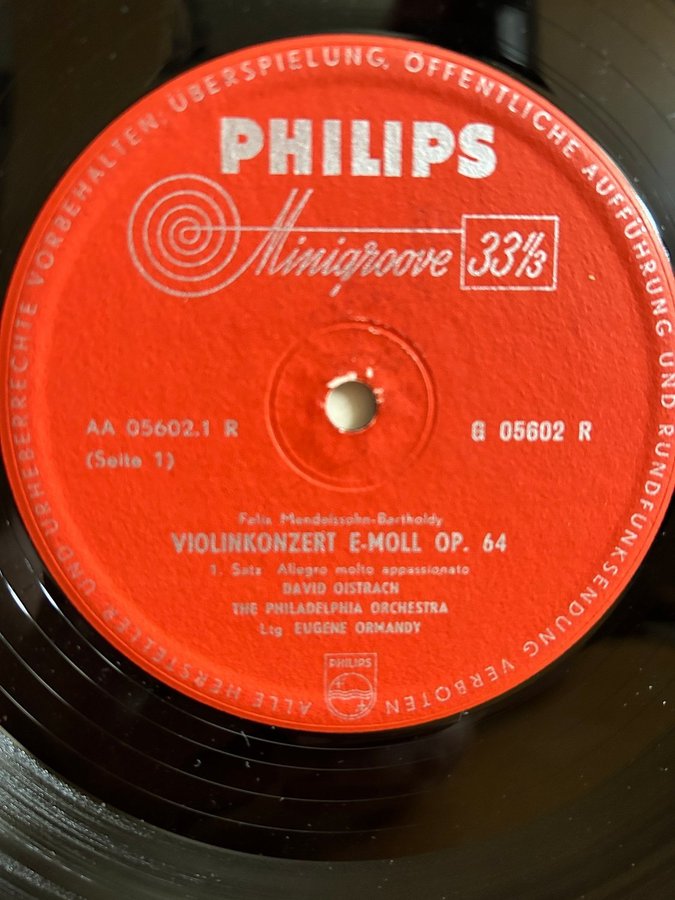 ALLE HERSTELLER- UND URHEBERRECHTE VORBEHALTEN. ÜBERSPIELUNG, ÖFFENTLICHE AUFFÜHRUNG UND RUNDFUNKSENDUNG VERBOTEN
PHILIPS
Minigroove 33 1/3
AA 05602.1 R
G 05602 R
(Seite 1)
Felix Mendelssohn-Bartholdy
VIOLINKONZERT E-MOLL OP. 64
1. Satz Allegro molto appassionato
DAVID OISTRACH
THE PHILADELPHIA ORCHESTRA
Ltg EUGENE ORMANDY
PHILIPS